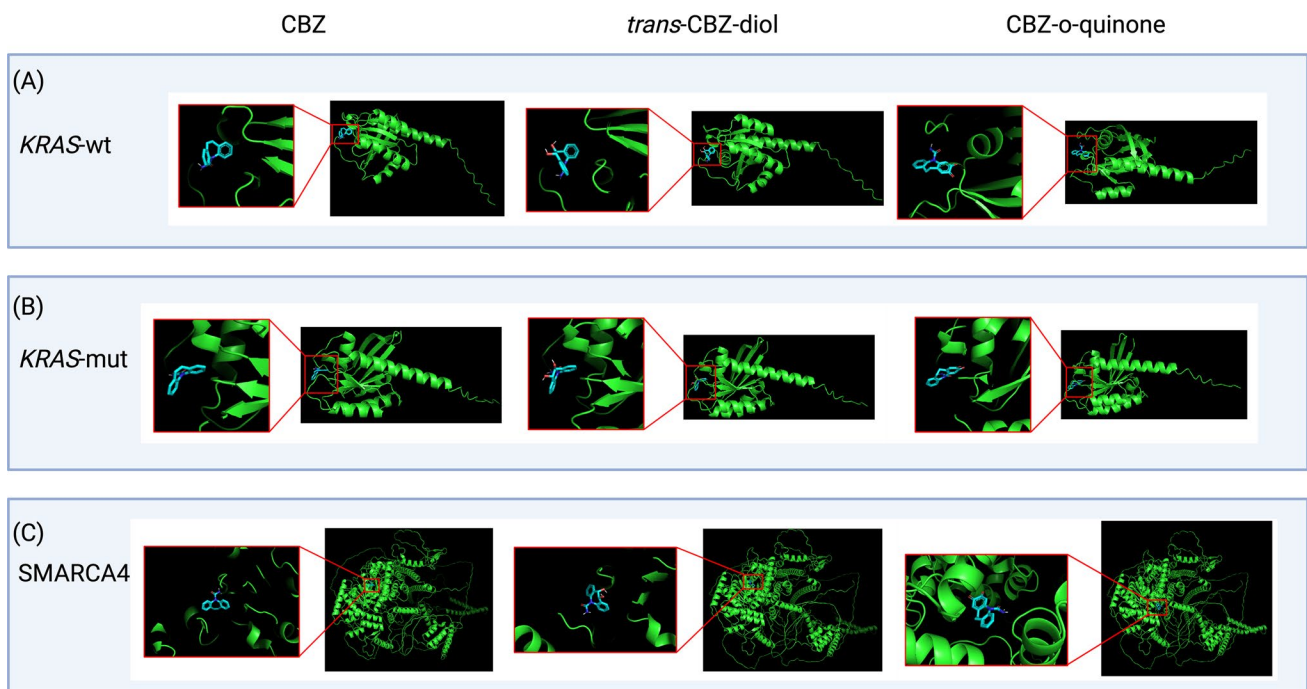 CBZ
trans-CBZ-diol
CBZ-o-quinone
(A)
KRAS-wt
(B)
KRAS-mut
(C)
SMARCA4